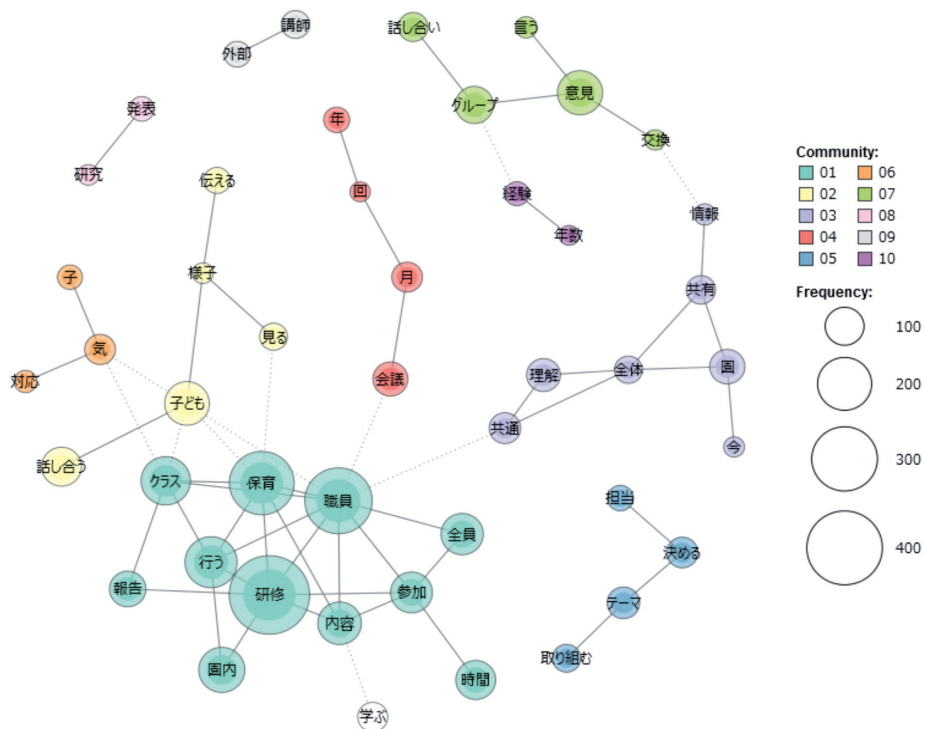 講師
外部
話し合い
言う
発表
グループ
意見
年
交換
研究
伝える
回
経験
情報
年数
子
様子
月
共有
気
見る
対応
会議
理解
全体
園
子ども
共通
今
話し合う
クラス
保育
職員
担当
全員
決める
行う
報告
研修
参加
テーマ
内容
取り組む
園内
時間
学ぶ
Community:
01 06
02 07
03 08
04 09
05 10
Frequency:
100
200
300
400